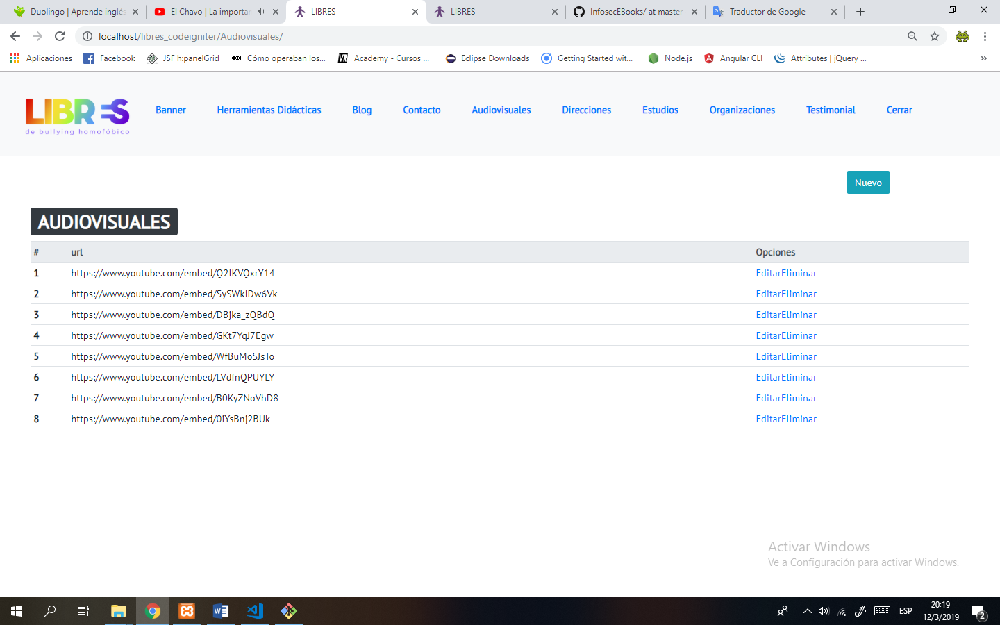 Duolingo | Aprende inglés
El Chavo | La importan
LIBRES
LIBRES
InfosecEBooks/ at master
Traductor de Google
localhost/libres_codeigniter/Audiovisuales/
Aplicaciones
Facebook
JSF h:panelGrid
BBC
Cómo operaban los...
Academy - Cursos ...
Eclipse Downloads
Getting Started wit...
Node.js
Angular CLI
Attributes | jQuery ...
»
LIBRES
de bullying homofóbico
Banner
Herramientas Didácticas
Blog
Contacto
Audiovisuales
Direcciones
Estudios
Organizaciones
Testimonial
Cerrar
Nuevo
AUDIOVISUALES
# url Opciones
1 https://www.youtube.com/embed/Q2IKVQxrY14 EditarEliminar
2 https://www.youtube.com/embed/SySWkIDw6Vk EditarEliminar
3 https://www.youtube.com/embed/DBjka_zQBdQ EditarEliminar
4 https://www.youtube.com/embed/GKt7YqJ7Egw EditarEliminar
5 https://www.youtube.com/embed/WfBuMoSJsTo EditarEliminar
6 https://www.youtube.com/embed/LVdfnQPUYLY EditarEliminar
7 https://www.youtube.com/embed/B0KyZNoVhD8 EditarEliminar
8 https://www.youtube.com/embed/0iYsBnj2BUk EditarEliminar
Activar Windows
Ve a Configuración para activar Windows.
ESP
20:19
12/3/2019
2